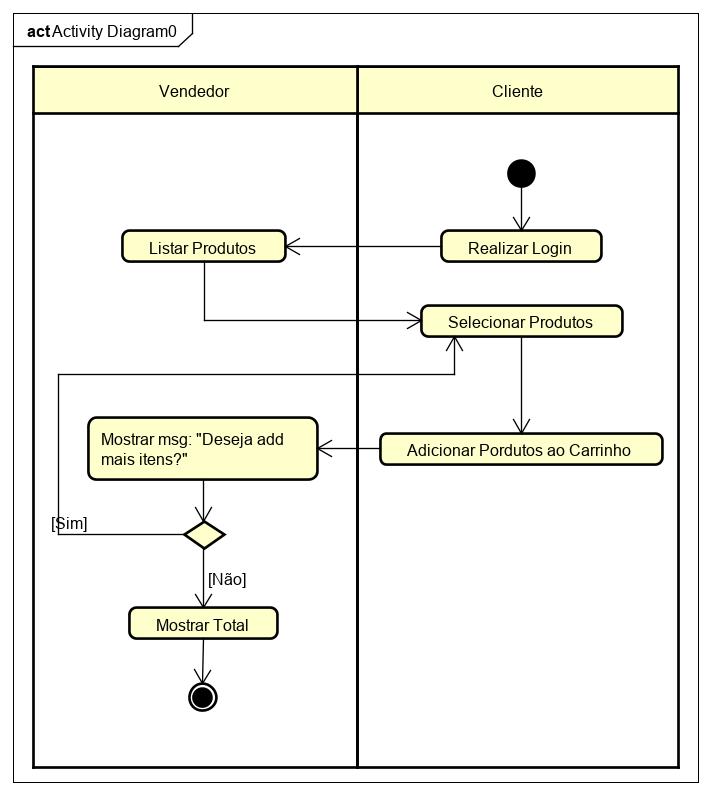 act Activity Diagram0
Vendedor
Cliente
Listar Produtos
Realizar Login
Selecionar Produtos
Mostrar msg: "Deseja add
mais itens?"
Adicionar Pordutos ao Carrinho
[Sim]
[Não]
Mostrar Total